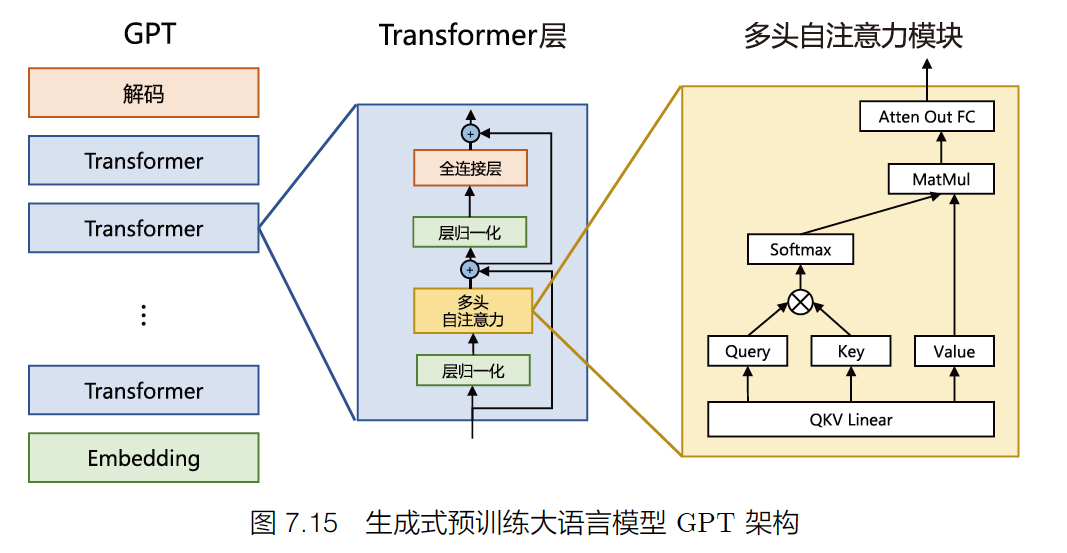 GPT
解码
Transformer
Transformer
⋮
Transformer
Embedding
Transformer层
+
全连接层
层归一化
+
多头
自注意力
层归一化
多头自注意力模块
Atten Out FC
MatMul
Softmax
Query
Key
Value
QKV Linear
图 7.15 生成式预训练大语言模型 GPT 架构